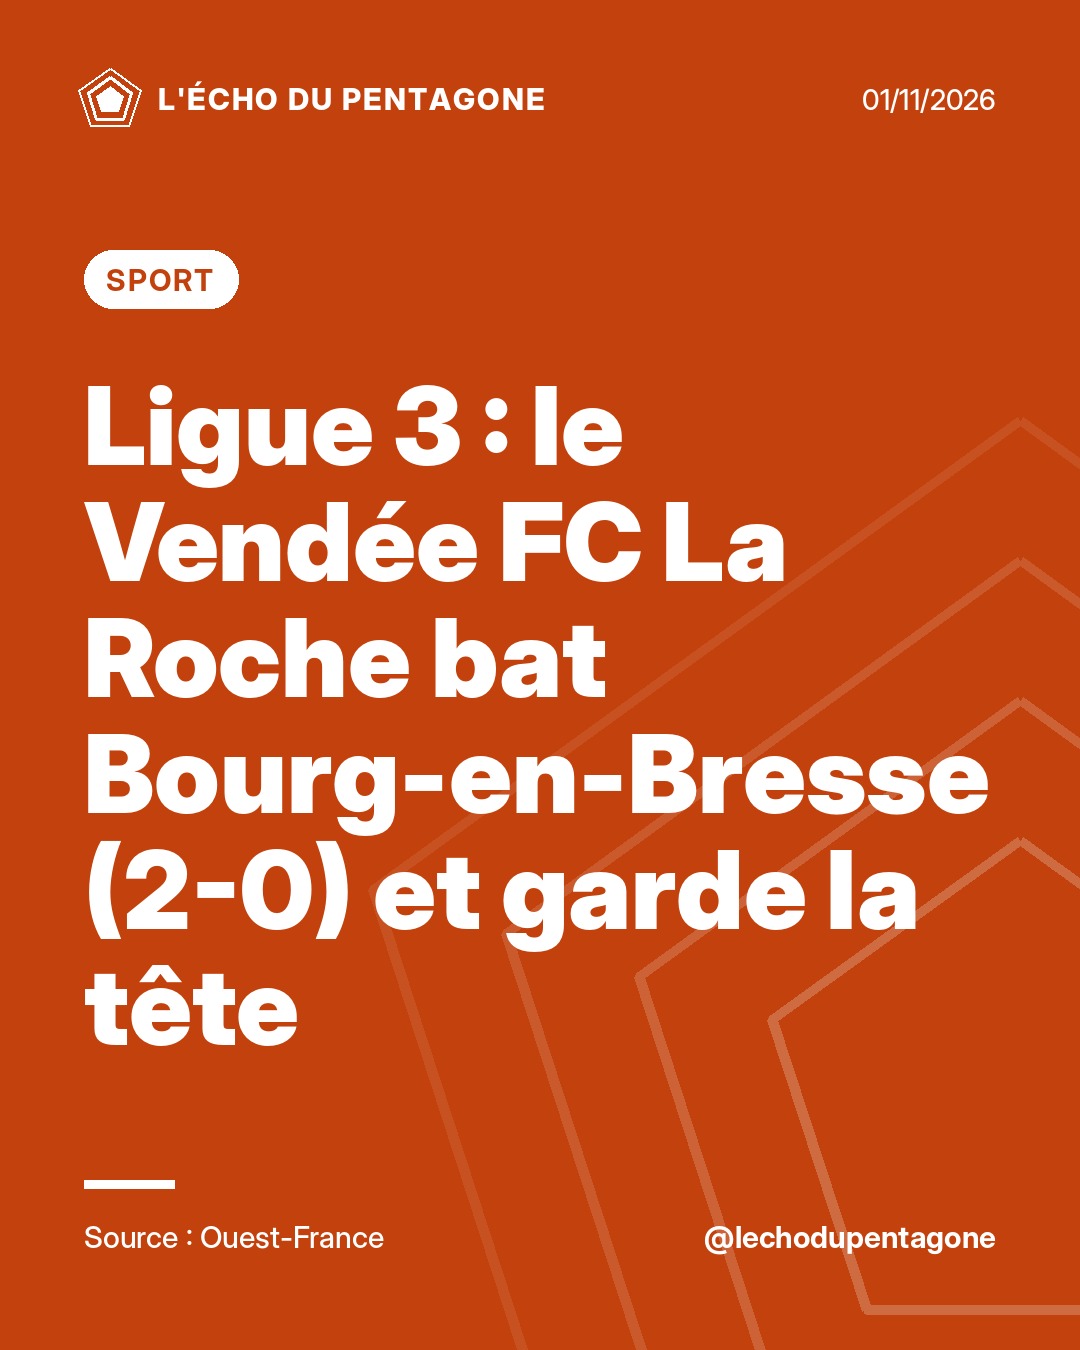 L'ÉCHO DU PENTAGONE
01/11/2026
SPORT
Ligue 3 : le
Vendée FC La
Roche bat
Bourg-en-Bresse
(2-0) et garde la
tête
Source : Ouest-France
@lechodupentagone